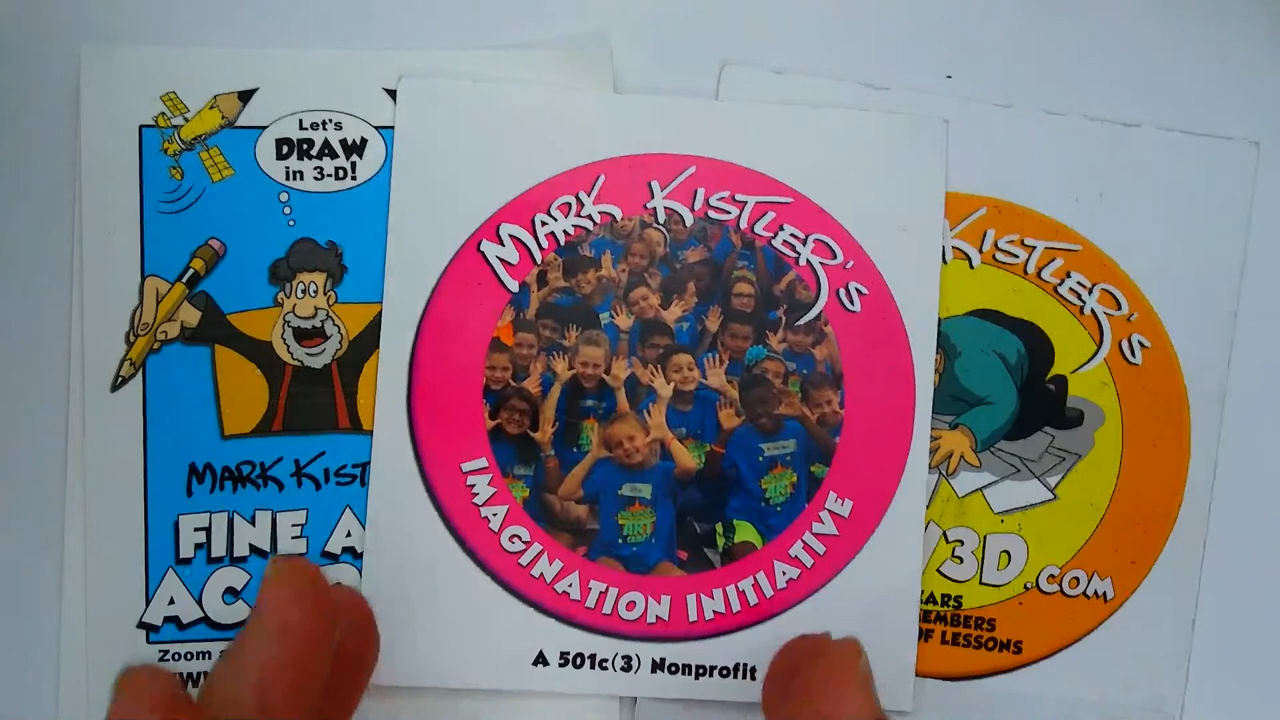 Let's
DRAW
in 3-D!
MARK KIST
FINE A
AC
Zoom
MARK KISTLER'S
IMAGINATION INITIATIVE
A 501c(3) Nonprofit
KISTLER'S
3D.COM
EARS
EMBERS
OF LESSONS